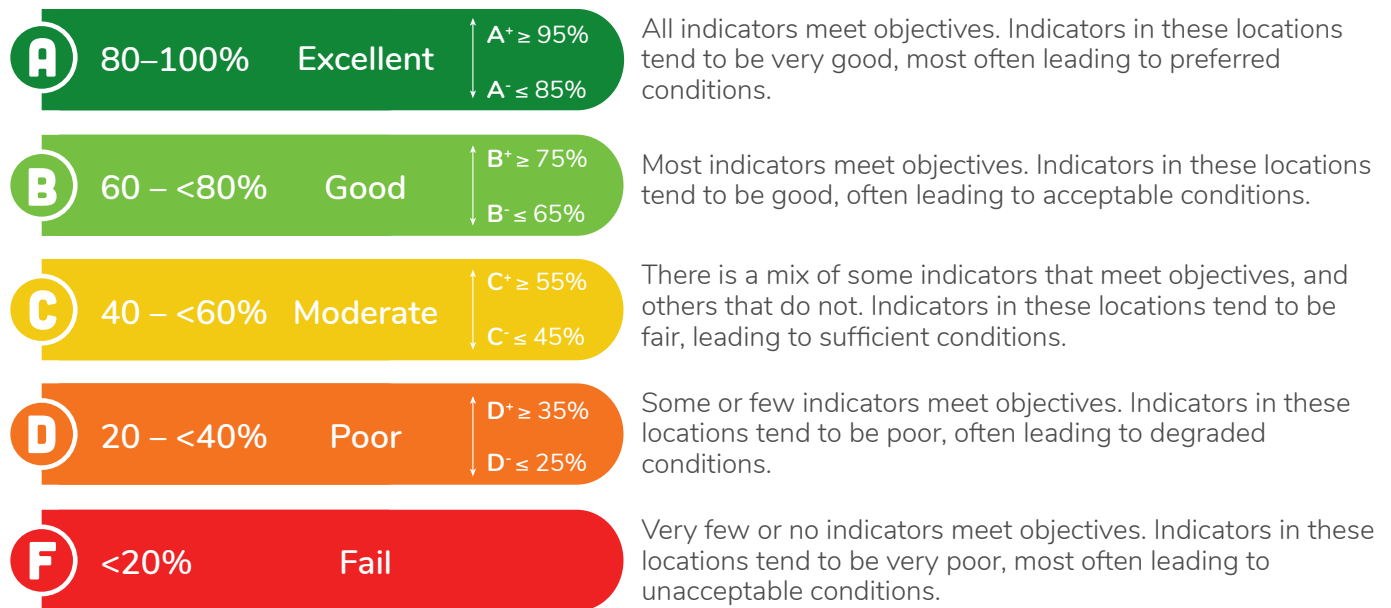 A 80–100% Excellent A⁺ ≥ 95%
A⁻ ≤ 85%
All indicators meet objectives. Indicators in these locations
tend to be very good, most often leading to preferred
conditions.
B 60 – <80% Good B⁺ ≥ 75%
B⁻ ≤ 65%
Most indicators meet objectives. Indicators in these locations
tend to be good, often leading to acceptable conditions.
C 40 – <60% Moderate C⁺ ≥ 55%
C⁻ ≤ 45%
There is a mix of some indicators that meet objectives, and
others that do not. Indicators in these locations tend to be
fair, leading to sufficient conditions.
D 20 – <40% Poor D⁺ ≥ 35%
D⁻ ≤ 25%
Some or few indicators meet objectives. Indicators in these
locations tend to be poor, often leading to degraded
conditions.
F <20% Fail
Very few or no indicators meet objectives. Indicators in these
locations tend to be very poor, most often leading to
unacceptable conditions.